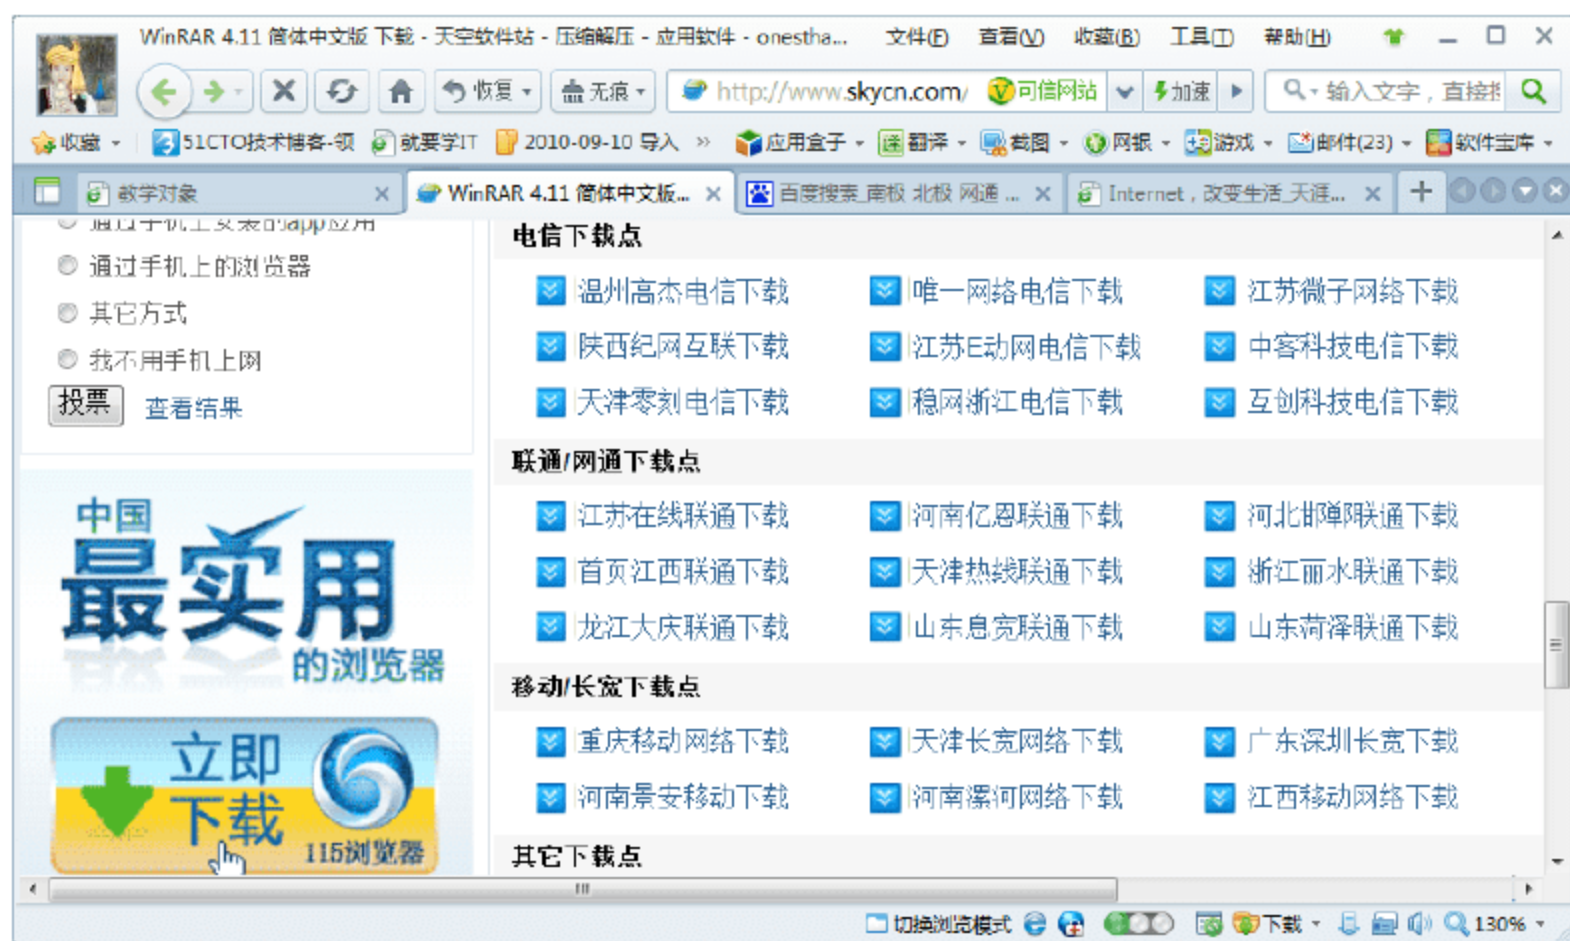 WinRAR 4.11 简体中文版 下载 - 天空软件站 - 压缩解压 - 应用软件 - onestha... 文件(F) 查看(V) 收藏(B) 工具(T) 帮助(H)
恢复 无痕 http://www.skycn.com/ 可信网站 加速 输入文字，直接搜
收藏 51CTO技术博客-领 就要学IT 2010-09-10 导入 » 应用盒子 翻译 截图 网银 游戏 邮件(23) 软件宝库
教学对象 WinRAR 4.11 简体中文版... 百度搜索_南极 北极 网通 ... Internet，改变生活_天涯...
通过手机上安装的app应用
通过手机上的浏览器
其它方式
我不用手机上网
投票 查看结果
中国
最实用
的浏览器
立即
下载
115浏览器
电信下载点
温州高杰电信下载 唯一网络电信下载 江苏微子网络下载
陕西纪网互联下载 江苏E动网电信下载 中客科技电信下载
天津零刻电信下载 稳网浙江电信下载 互创科技电信下载
联通/网通下载点
江苏在线联通下载 河南亿恩联通下载 河北邯郸联通下载
首页江西联通下载 天津热线联通下载 浙江丽水联通下载
龙江大庆联通下载 山东息宽联通下载 山东菏泽联通下载
移动/长宽下载点
重庆移动网络下载 天津长宽网络下载 广东深圳长宽下载
河南景安移动下载 河南漯河网络下载 江西移动网络下载
其它下载点
切换浏览模式 下载 130%